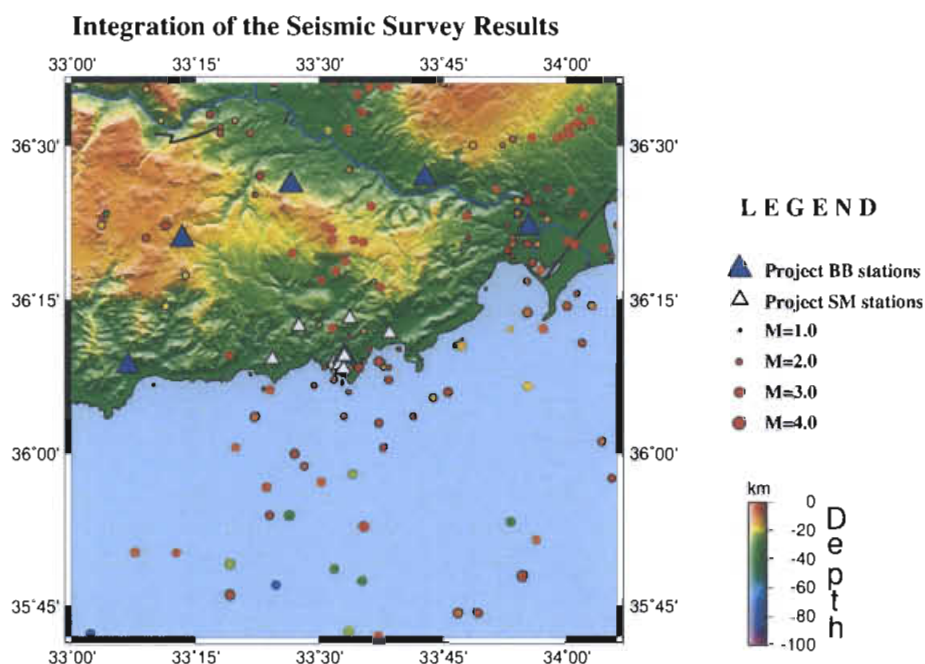 Integration of the Seismic Survey Results
33°00' 33°15' 33°30' 33°45' 34°00'
36°30' 36°30'
36°15' 36°15'
36°00' 36°00'
35°45' 35°45'
33°00' 33°15' 33°30' 33°45' 34°00'
LEGEND
Project BB stations
Project SM stations
M=1.0
M=2.0
M=3.0
M=4.0
km
0
-20
-40
-60
-80
-100
Depth